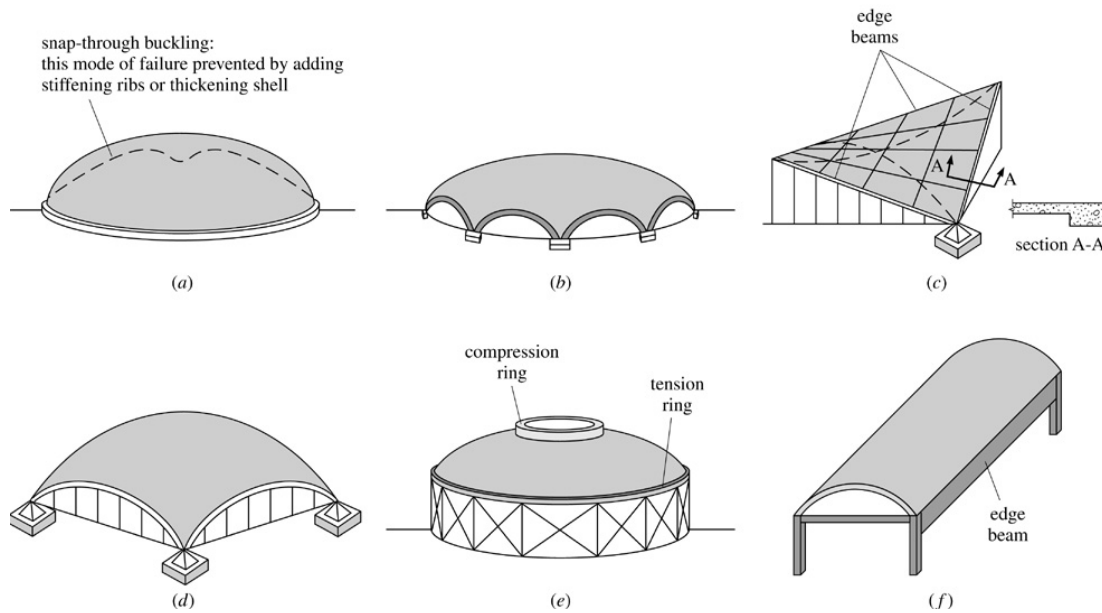 snap-through buckling:
this mode of failure prevented by adding
stiffening ribs or thickening shell
(a)
(b)
edge
beams
A
A
section A-A
(c)
(d)
compression
ring
tension
ring
(e)
edge
beam
(f)